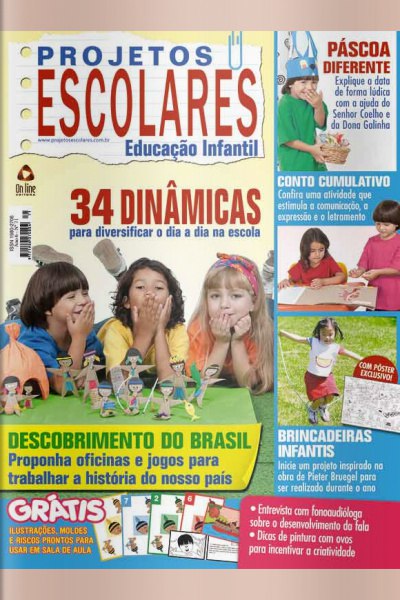 PROJETOS
ESCOLARES
www.projetosescolares.com.br
Educação Infantil
On line
EDITORA
34 DINÂMICAS
para diversificar o dia a dia na escola
PÁSCOA
DIFERENTE
Explique a data
de forma lúdica
com a ajuda do
Senhor Coelho e
da Dona Galinha
CONTO CUMULATIVO
Confira uma atividade que
estimula a comunicação, a
expressão e o letramento
COM PÔSTER
EXCLUSIVO!
BRINCADEIRAS
INFANTIS
Inicie um projeto inspirado na
obra de Pieter Bruegel para
ser realizado durante o ano
DESCOBRIMENTO DO BRASIL
Proponha oficinas e jogos para
trabalhar a história do nosso país
GRÁTIS
ILUSTRAÇÕES, MOLDES
E RISCOS PRONTOS PARA
USAR EM SALA DE AULA
7
2
6
• Entrevista com fonoaudióloga
sobre o desenvolvimento da fala
• Dicas de pintura com ovos
para incentivar a criatividade